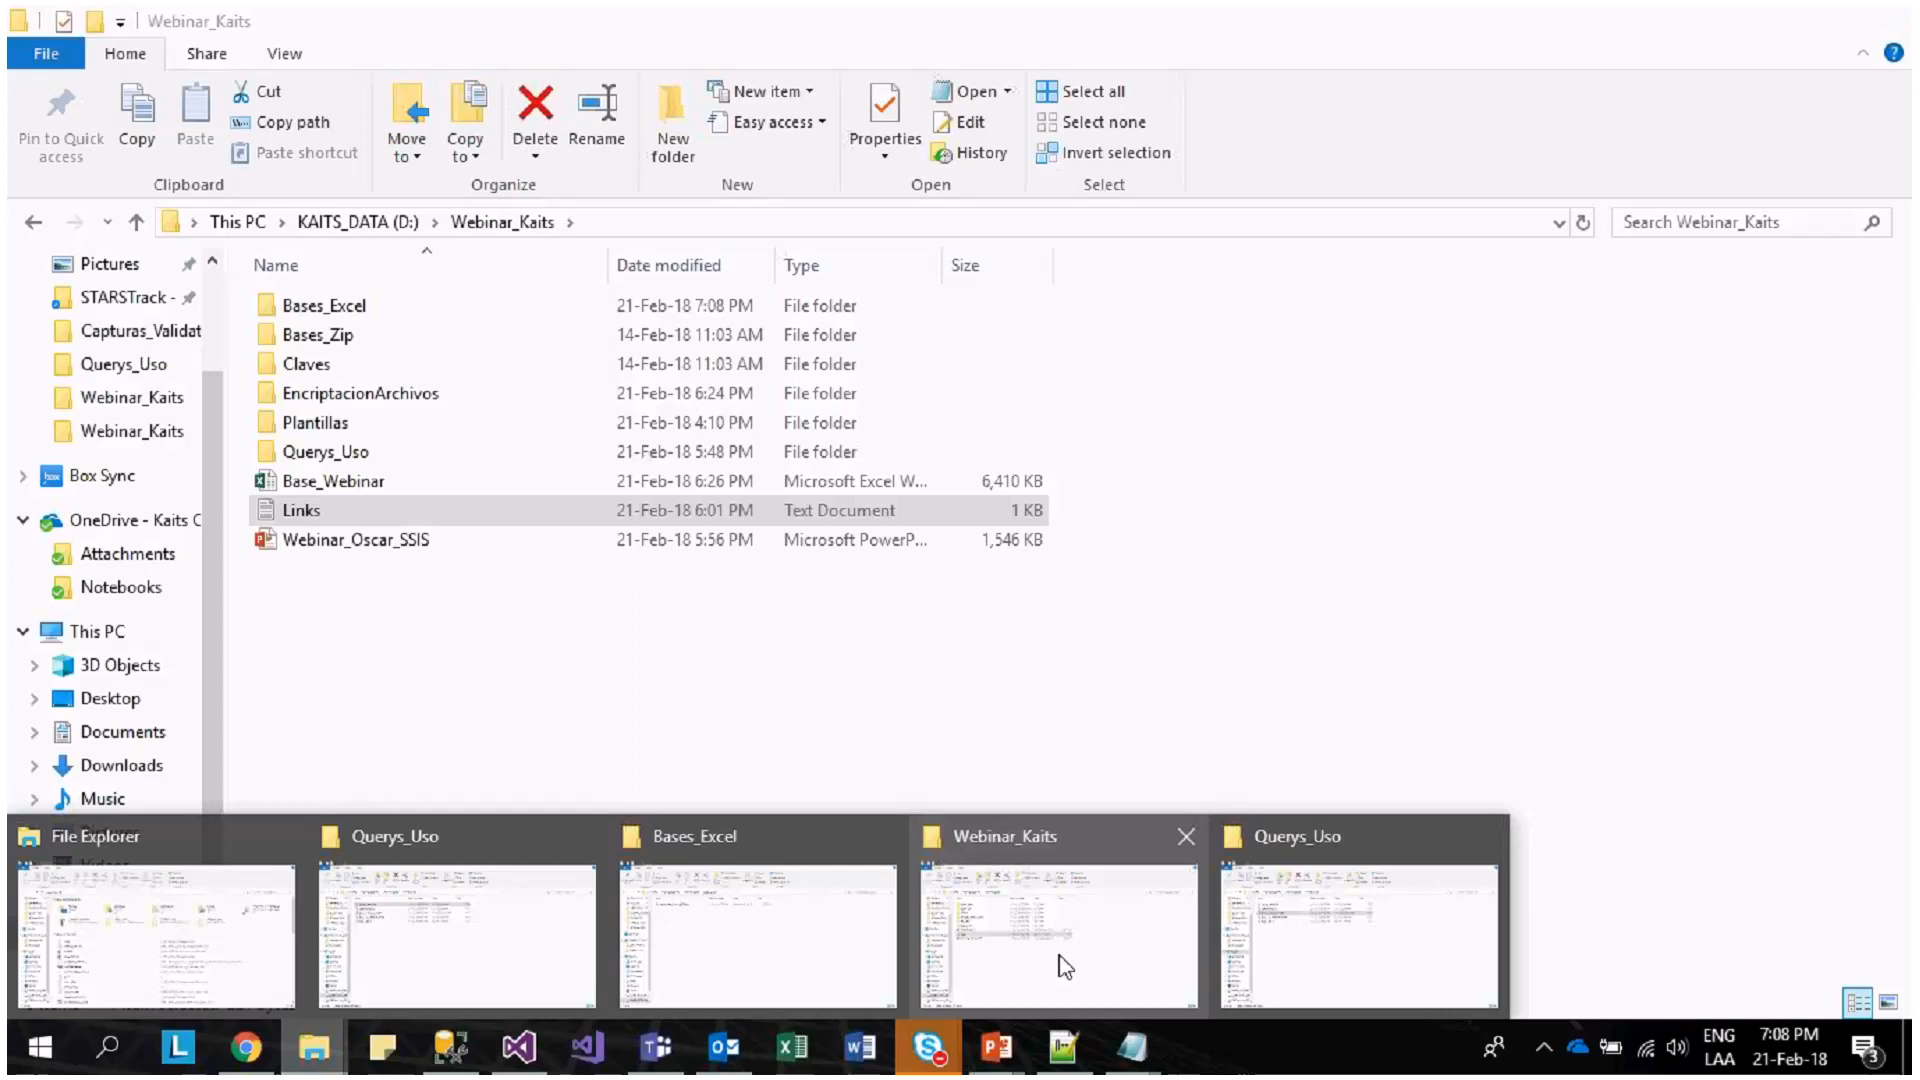 Webinar_Kaits
File Home Share View
Pin to Quick access
Copy
Paste
Cut
Copy path
Paste shortcut
Clipboard
Move to
Copy to
Delete
Rename
Organize
New folder
New item
Easy access
New
Properties
Open
Edit
History
Open
Select all
Select none
Invert selection
Select
This PC KAITS_DATA (D:) Webinar_Kaits
Search Webinar_Kaits
Pictures
STARSTrack -
Capturas_Validat
Querys_Uso
Webinar_Kaits
Webinar_Kaits
Box Sync
OneDrive - Kaits C
Attachments
Notebooks
This PC
3D Objects
Desktop
Documents
Downloads
Music
Name Date modified Type Size
Bases_Excel 21-Feb-18 7:08 PM File folder
Bases_Zip 14-Feb-18 11:03 AM File folder
Claves 14-Feb-18 11:03 AM File folder
EncriptacionArchivos 21-Feb-18 6:24 PM File folder
Plantillas 21-Feb-18 4:10 PM File folder
Querys_Uso 21-Feb-18 5:48 PM File folder
Base_Webinar 21-Feb-18 6:26 PM Microsoft Excel W... 6,410 KB
Links 21-Feb-18 6:01 PM Text Document 1 KB
Webinar_Oscar_SSIS 21-Feb-18 5:56 PM Microsoft PowerP... 1,546 KB
File Explorer Querys_Uso Bases_Excel Webinar_Kaits Querys_Uso
ENG 7:08 PM
LAA 21-Feb-18
3